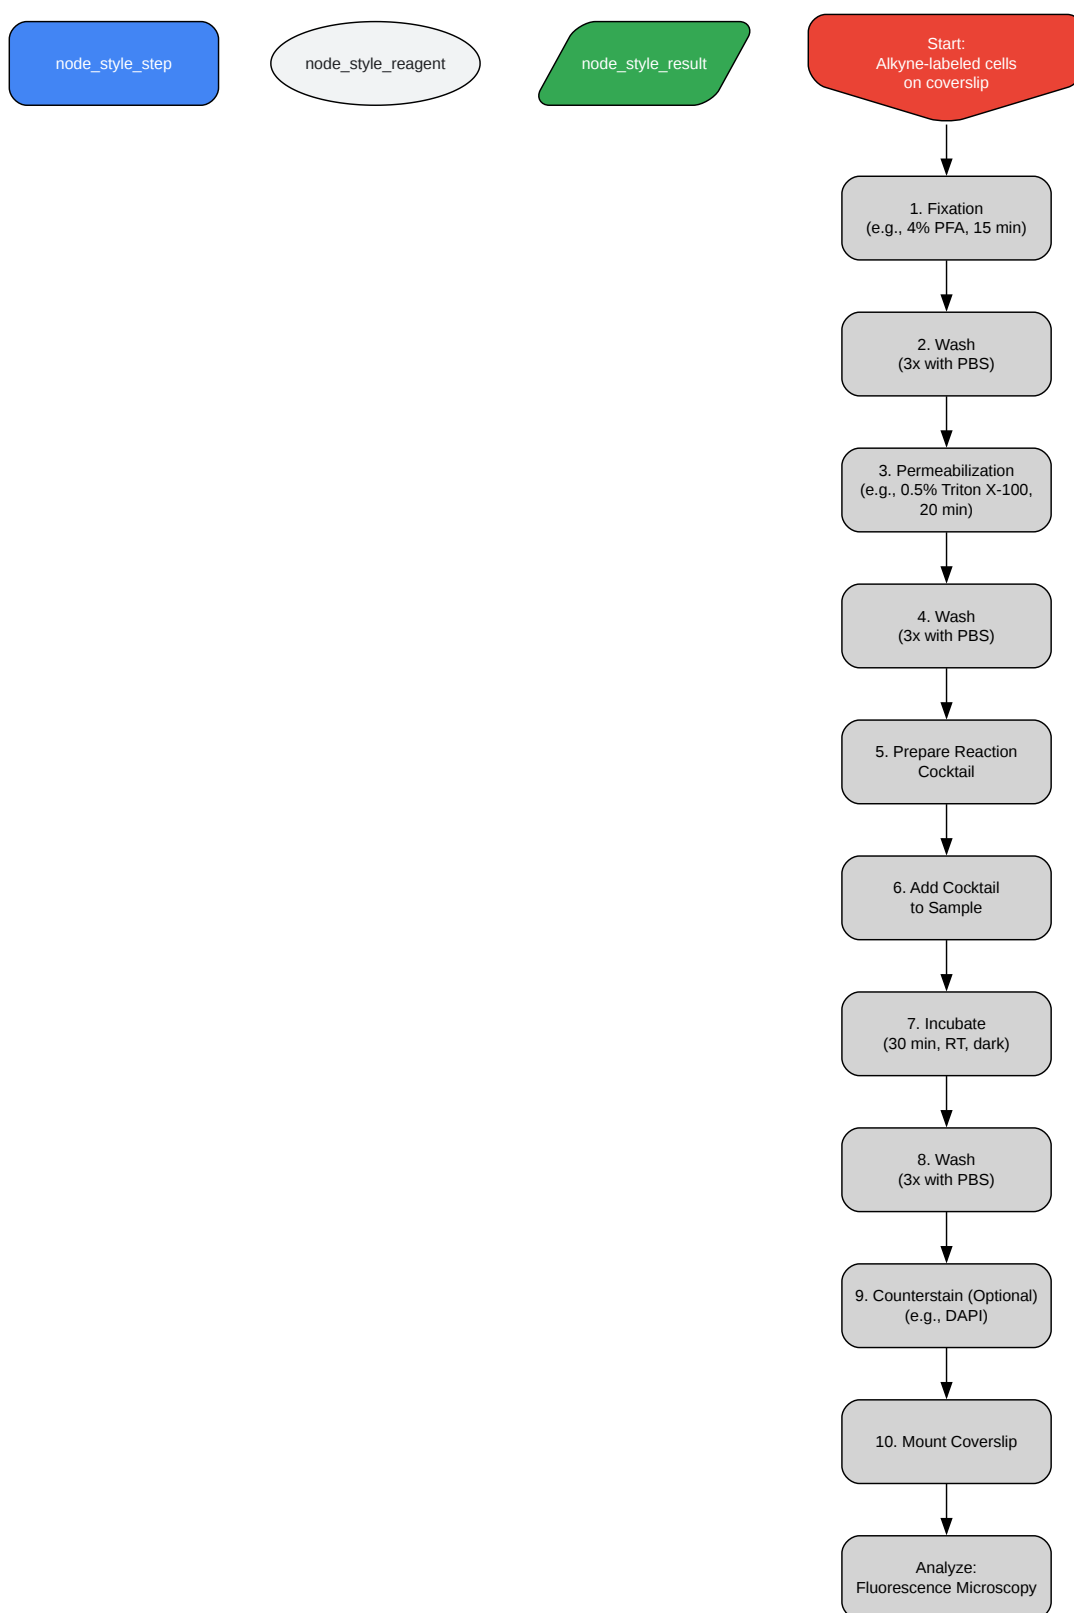 node_style_step
node_style_reagent
node_style_result
Start:
Alkyne-labeled cells
on coverslip
1. Fixation
(e.g., 4% PFA, 15 min)
2. Wash
(3x with PBS)
3. Permeabilization
(e.g., 0.5% Triton X-100,
20 min)
4. Wash
(3x with PBS)
5. Prepare Reaction
Cocktail
6. Add Cocktail
to Sample
7. Incubate
(30 min, RT, dark)
8. Wash
(3x with PBS)
9. Counterstain (Optional)
(e.g., DAPI)
10. Mount Coverslip
Analyze:
Fluorescence Microscopy